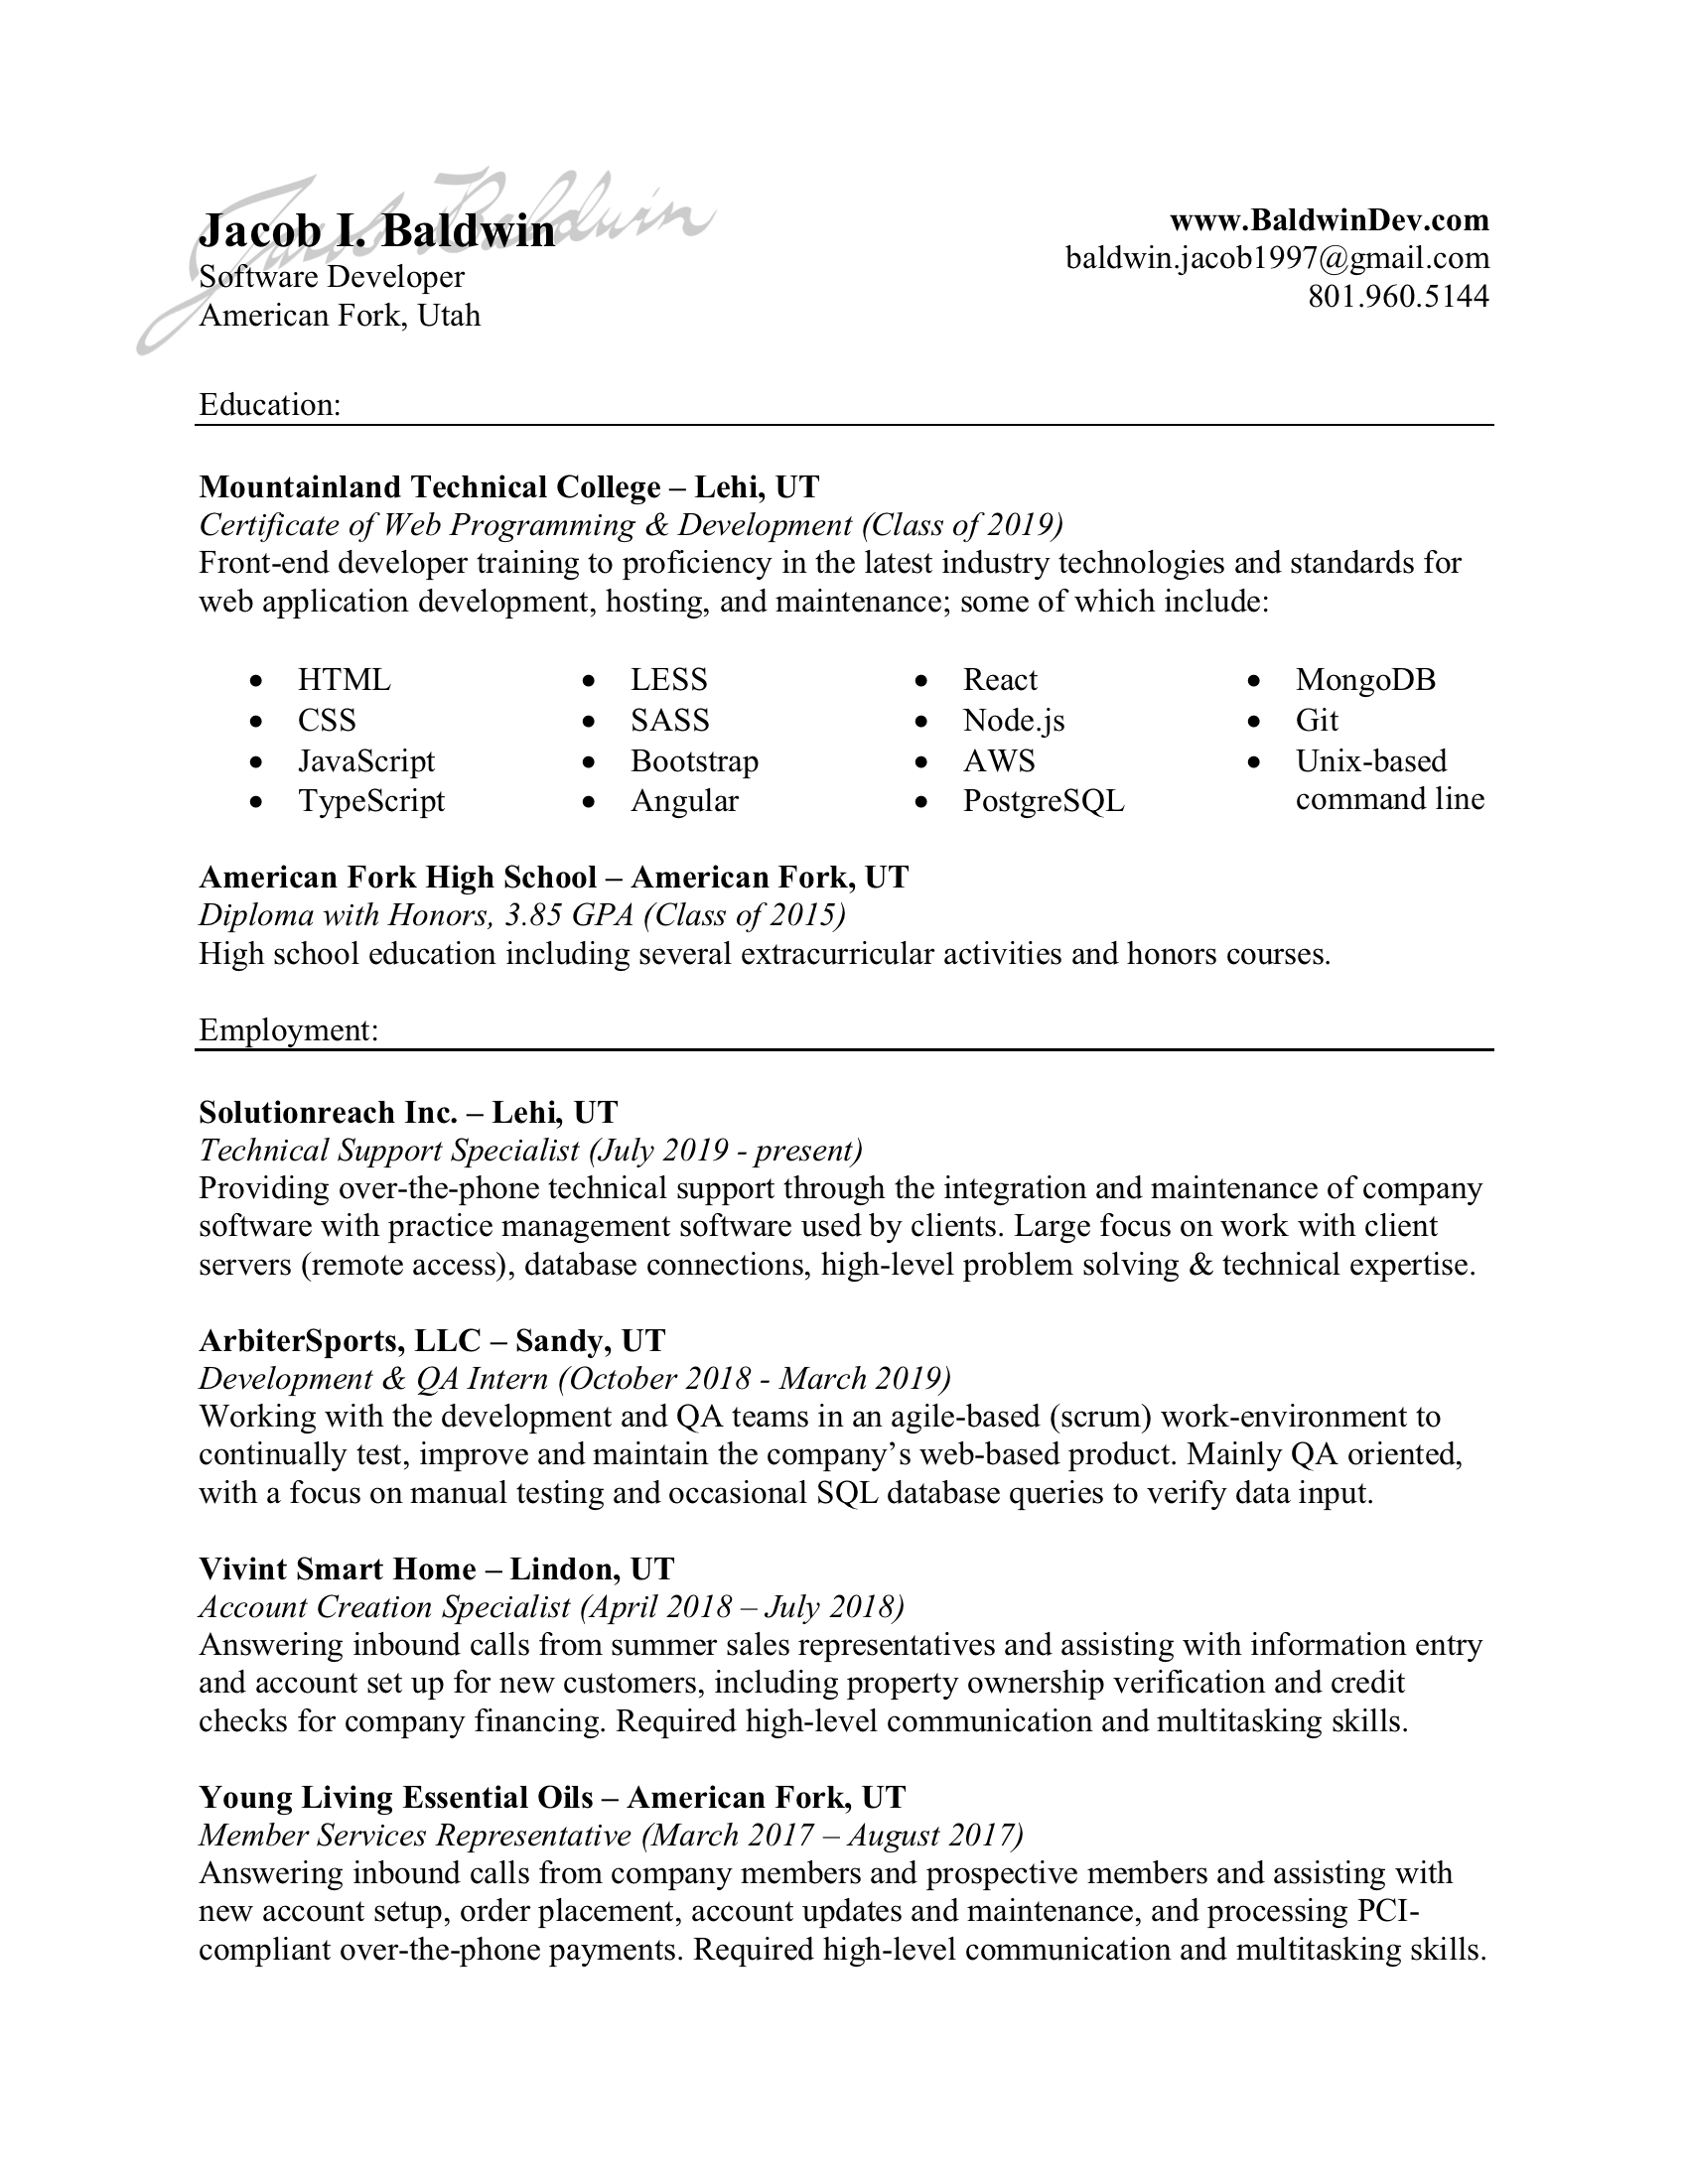 Jacob Baldwin
Jacob I. Baldwin
Software Developer
American Fork, Utah
www.BaldwinDev.com
baldwin.jacob1997@gmail.com
801.960.5144
Education:
Mountainland Technical College – Lehi, UT
Certificate of Web Programming & Development (Class of 2019)
Front-end developer training to proficiency in the latest industry technologies and standards for
web application development, hosting, and maintenance; some of which include:
• HTML
• CSS
• JavaScript
• TypeScript
• LESS
• SASS
• Bootstrap
• Angular
• React
• Node.js
• AWS
• PostgreSQL
• MongoDB
• Git
• Unix-based
command line
American Fork High School – American Fork, UT
Diploma with Honors, 3.85 GPA (Class of 2015)
High school education including several extracurricular activities and honors courses.
Employment:
Solutionreach Inc. – Lehi, UT
Technical Support Specialist (July 2019 - present)
Providing over-the-phone technical support through the integration and maintenance of company
software with practice management software used by clients. Large focus on work with client
servers (remote access), database connections, high-level problem solving & technical expertise.
ArbiterSports, LLC – Sandy, UT
Development & QA Intern (October 2018 - March 2019)
Working with the development and QA teams in an agile-based (scrum) work-environment to
continually test, improve and maintain the company’s web-based product. Mainly QA oriented,
with a focus on manual testing and occasional SQL database queries to verify data input.
Vivint Smart Home – Lindon, UT
Account Creation Specialist (April 2018 – July 2018)
Answering inbound calls from summer sales representatives and assisting with information entry
and account set up for new customers, including property ownership verification and credit
checks for company financing. Required high-level communication and multitasking skills.
Young Living Essential Oils – American Fork, UT
Member Services Representative (March 2017 – August 2017)
Answering inbound calls from company members and prospective members and assisting with
new account setup, order placement, account updates and maintenance, and processing PCI-
compliant over-the-phone payments. Required high-level communication and multitasking skills.